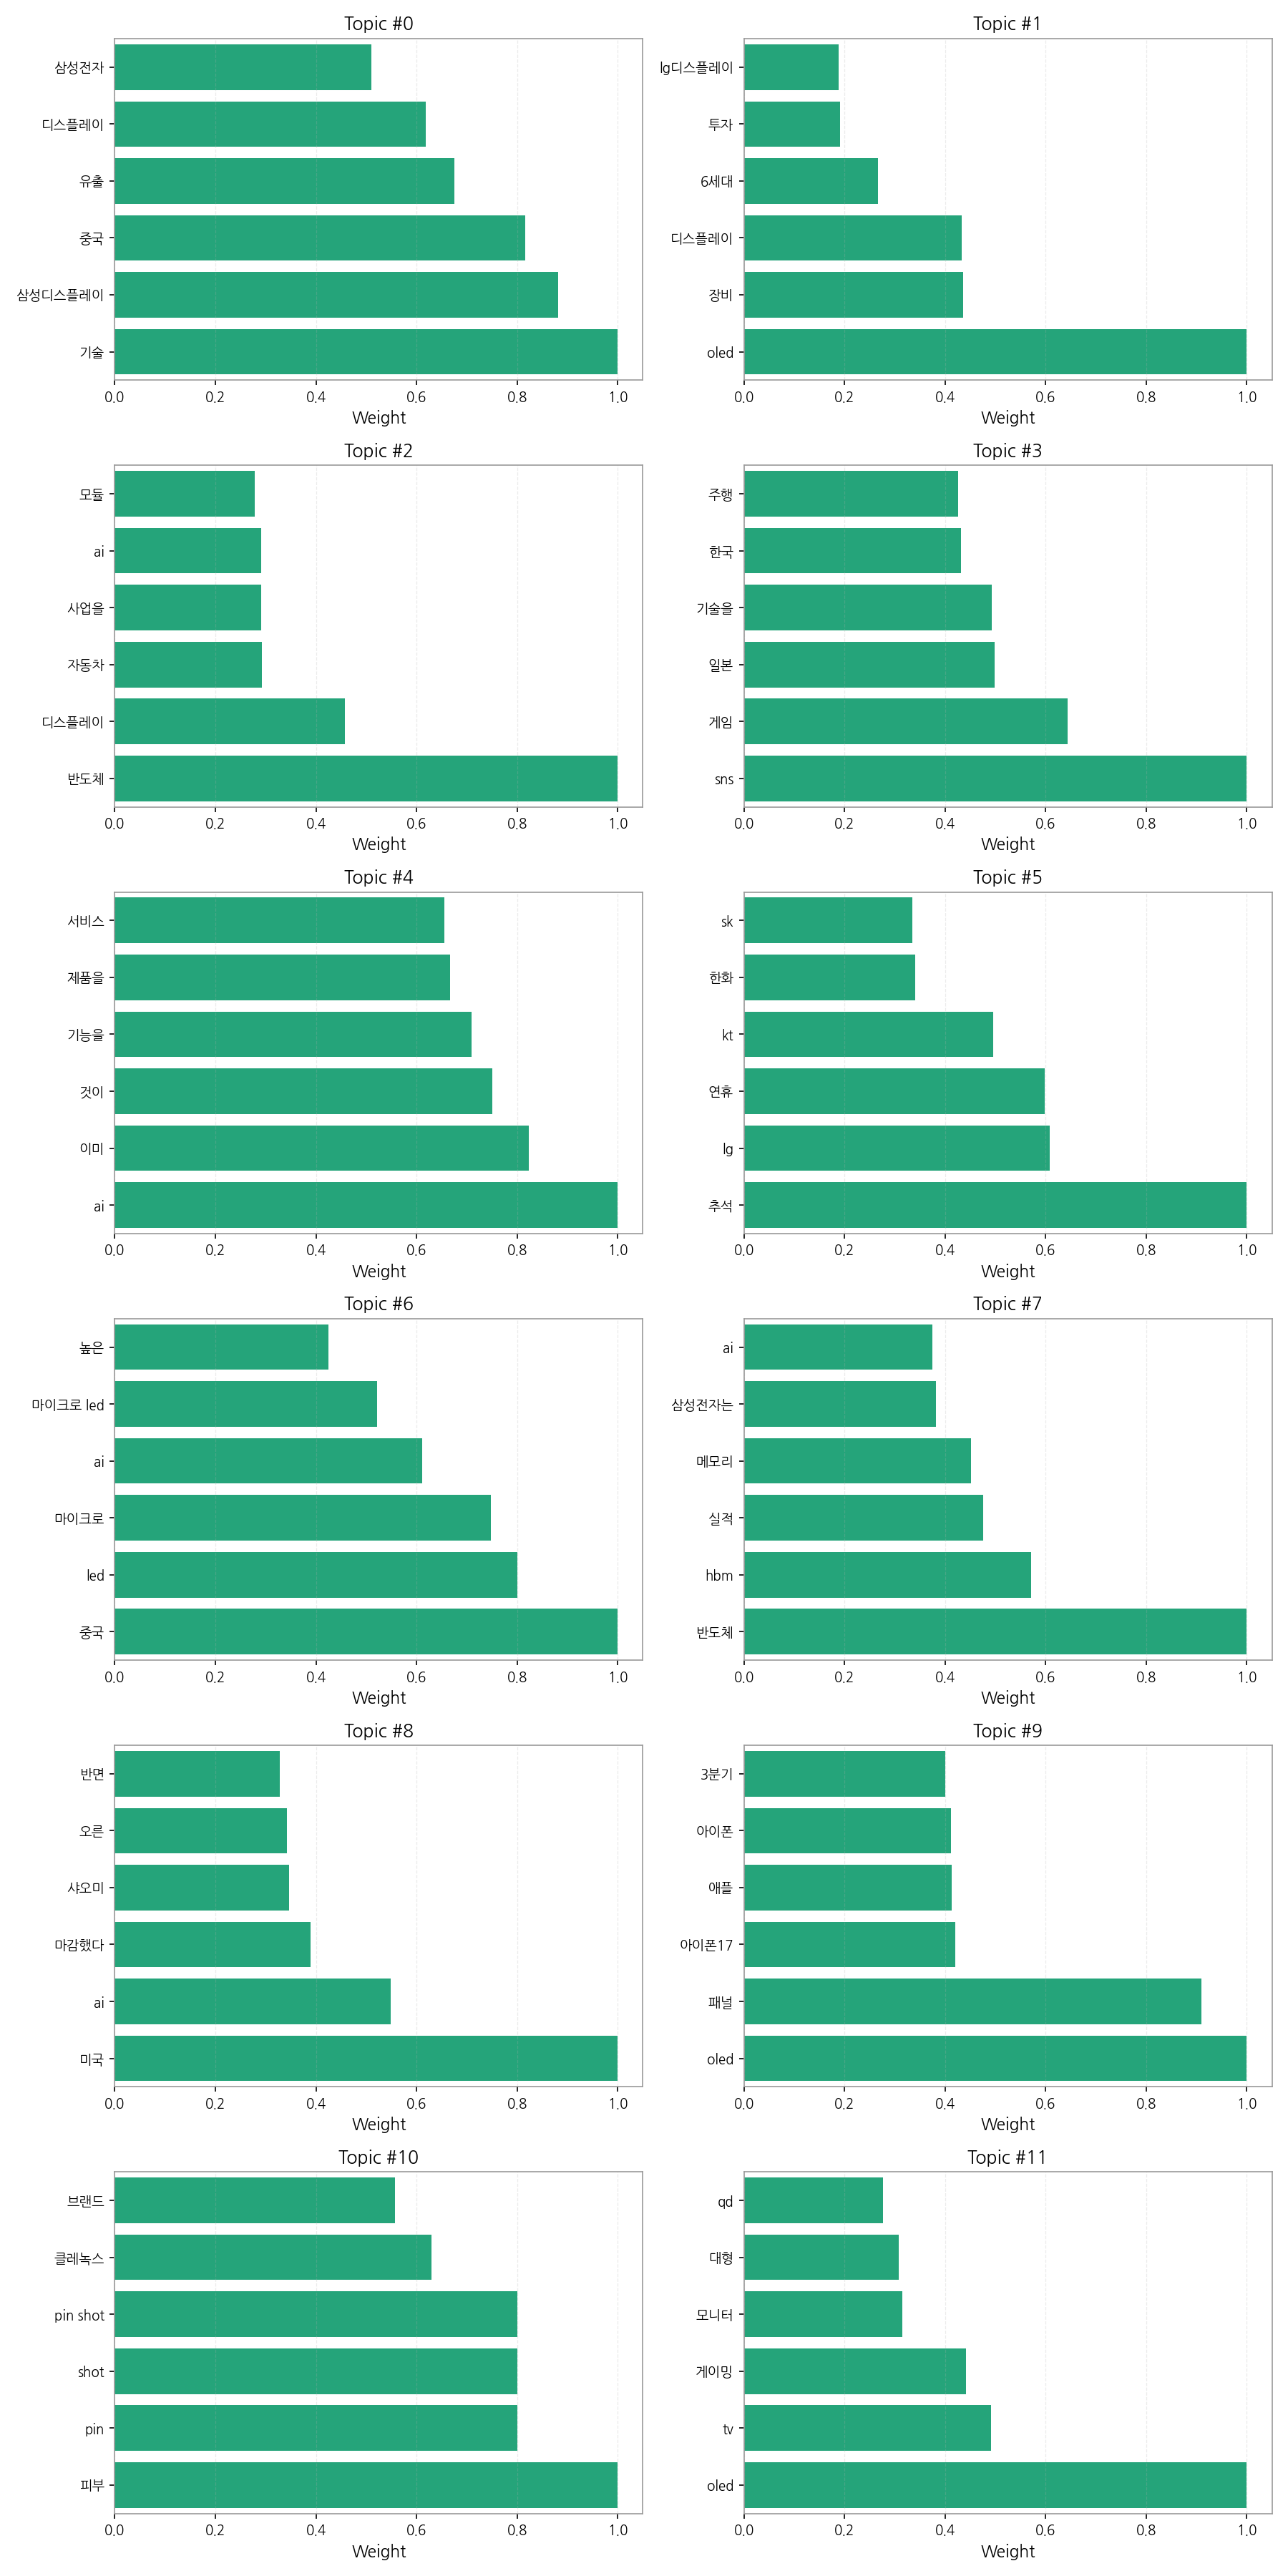 Topic #0
삼성전자
디스플레이
유출
중국
삼성디스플레이
기술
0.0 0.2 0.4 0.6 0.8 1.0
Weight
Topic #1
lg디스플레이
투자
6세대
디스플레이
장비
oled
0.0 0.2 0.4 0.6 0.8 1.0
Weight
Topic #2
모듈
ai
사업을
자동차
디스플레이
반도체
0.0 0.2 0.4 0.6 0.8 1.0
Weight
Topic #3
주행
한국
기술을
일본
게임
sns
0.0 0.2 0.4 0.6 0.8 1.0
Weight
Topic #4
서비스
제품을
기능을
것이
이미
ai
0.0 0.2 0.4 0.6 0.8 1.0
Weight
Topic #5
sk
한화
kt
연휴
lg
추석
0.0 0.2 0.4 0.6 0.8 1.0
Weight
Topic #6
높은
마이크로 led
ai
마이크로
led
중국
0.0 0.2 0.4 0.6 0.8 1.0
Weight
Topic #7
ai
삼성전자는
메모리
실적
hbm
반도체
0.0 0.2 0.4 0.6 0.8 1.0
Weight
Topic #8
반면
오른
샤오미
마감했다
ai
미국
0.0 0.2 0.4 0.6 0.8 1.0
Weight
Topic #9
3분기
아이폰
애플
아이폰17
패널
oled
0.0 0.2 0.4 0.6 0.8 1.0
Weight
Topic #10
브랜드
클레녹스
pin shot
shot
pin
피부
0.0 0.2 0.4 0.6 0.8 1.0
Weight
Topic #11
qd
대형
모니터
게이밍
tv
oled
0.0 0.2 0.4 0.6 0.8 1.0
Weight